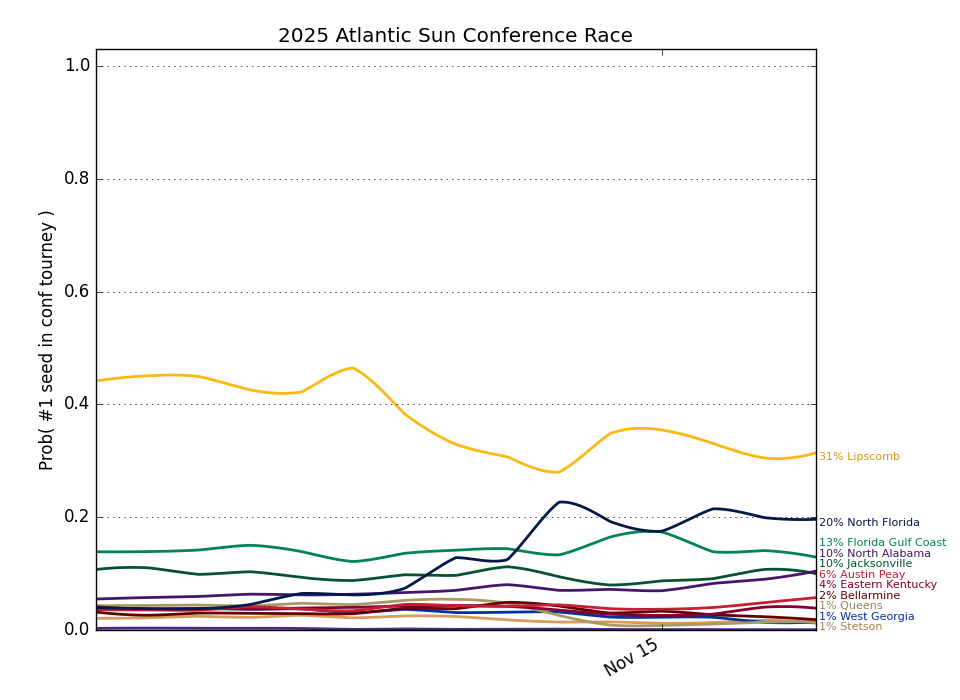 2025 Atlantic Sun Conference Race
1.0
0.8
0.6
0.4
0.2
0.0
Prob( #1 seed in conf tourney )
Nov 15
31% Lipscomb
20% North Florida
13% Florida Gulf Coast
10% North Alabama
10% Jacksonville
6% Austin Peay
4% Eastern Kentucky
2% Bellarmine
1% Queens
1% West Georgia
1% Stetson